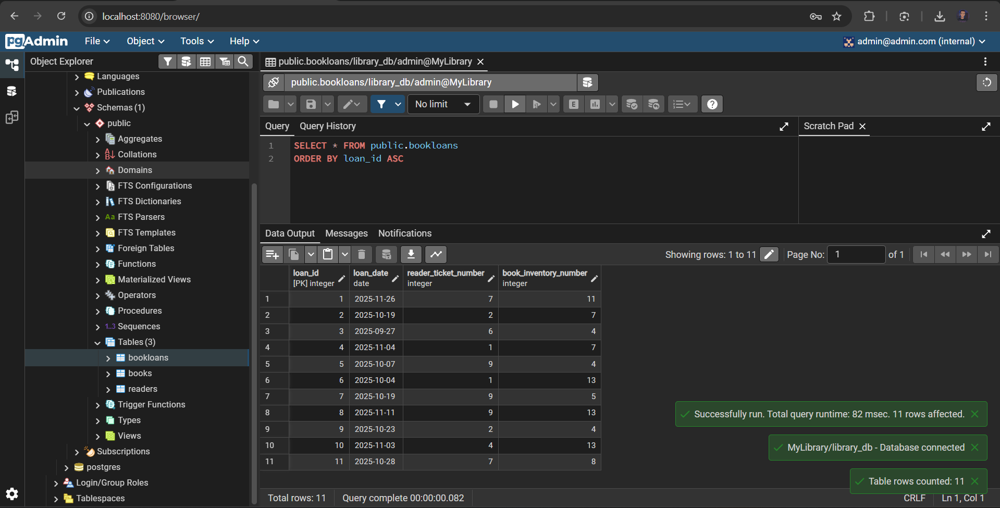 localhost:8080/browser/
pgAdmin File Object Tools Help admin@admin.com (internal)
Object Explorer
Languages
Publications
Schemas (1)
public
Aggregates
Collations
Domains
FTS Configurations
FTS Dictionaries
Aa FTS Parsers
FTS Templates
Foreign Tables
Functions
Materialized Views
Operators
Procedures
1..3 Sequences
Tables (3)
bookloans
books
readers
Trigger Functions
Types
Views
Subscriptions
postgres
Login/Group Roles
Tablespaces
public.bookloans/library_db/admin@MyLibrary
public.bookloans/library_db/admin@MyLibrary
No limit E
Query Query History
Scratch Pad
1 SELECT * FROM public.bookloans
2 ORDER BY loan_id ASC
Data Output Messages Notifications
Showing rows: 1 to 11 Page No: 1 of 1
loan_id loan_date reader_ticket_number book_inventory_number
[PK] integer date integer integer
1 1 2025-11-26 7 11
2 2 2025-10-19 2 7
3 3 2025-09-27 6 4
4 4 2025-11-04 1 7
5 5 2025-10-07 9 4
6 6 2025-10-04 1 13
7 7 2025-10-19 9 5
8 8 2025-11-11 9 13
9 9 2025-10-23 2 4
10 10 2025-11-03 4 13
11 11 2025-10-28 7 8
Successfully run. Total query runtime: 82 msec. 11 rows affected.
MyLibrary/library_db - Database connected
Table rows counted: 11
Total rows: 11 Query complete 00:00:00.082 CRLF Ln 1, Col 1